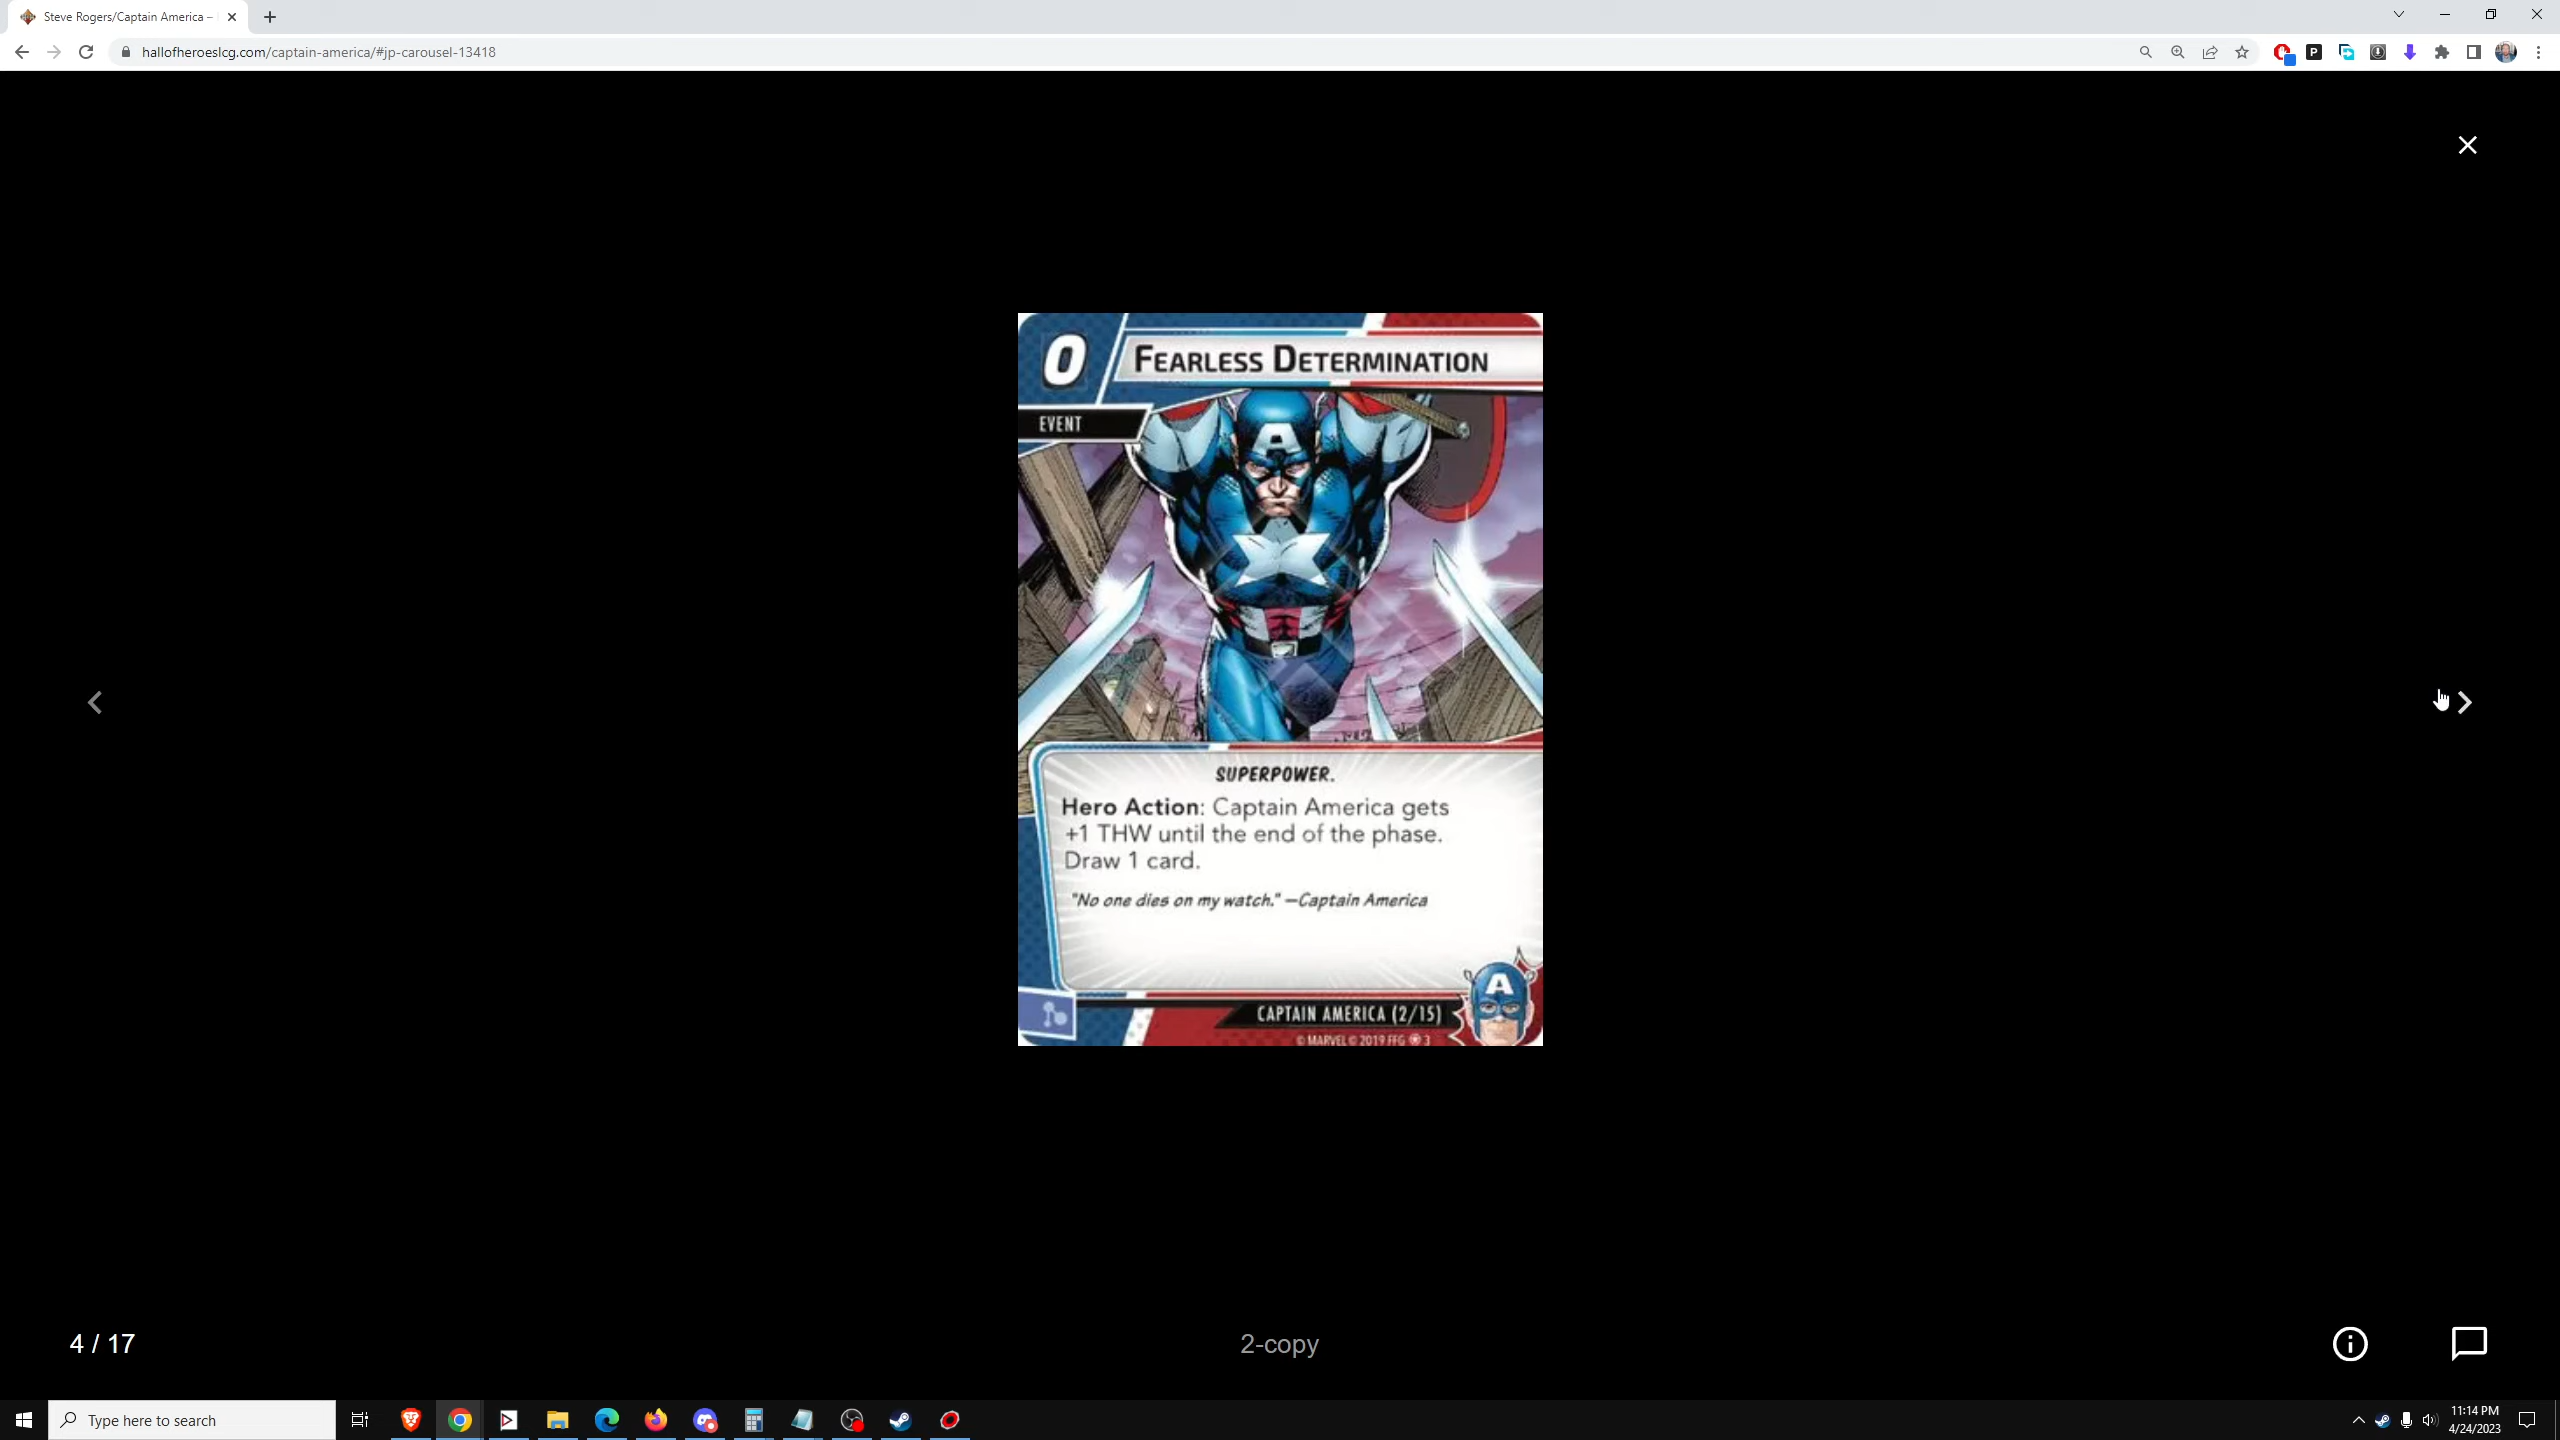 Steve Rogers/Captain America –
hallofheroeslcg.com/captain-america/#jp-carousel-13418
P
0
FEARLESS DETERMINATION
EVENT
SUPERPOWER.
Hero Action: Captain America gets
+1 THW until the end of the phase.
Draw 1 card.
"No one dies on my watch." —Captain America
CAPTAIN AMERICA (2/15)
© MARVEL © 2019 FFG 3
4 / 17
2-copy
Type here to search
11:14 PM
4/24/2023